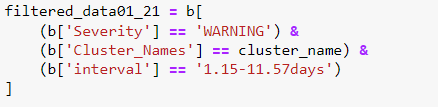 filtered_data01_21 = b[
    (b['Severity'] == 'WARNING') &
    (b['Cluster_Names'] == cluster_name) &
    (b['interval'] == '1.15-11.57days')
]